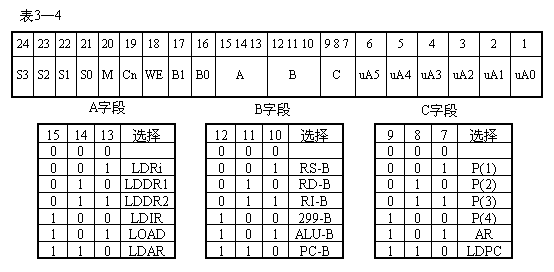 表3—4
24 23 22 21 20 19 18 17 16 15 14 13 12 11 10 9 8 7 6 5 4 3 2 1
S3 S2 S1 S0 M Cn WE B1 B0 A B C uA5 uA4 uA3 uA2 uA1 uA0
A字段 B字段 C字段
15 14 13 选择 12 11 10 选择 9 8 7 选择
0 0 0 0 0 0 0 0 0
0 0 1 LDRi 0 0 1 RS-B 0 0 1 P(1)
0 1 0 LDDR1 0 1 0 RD-B 0 1 0 P(2)
0 1 1 LDDR2 0 1 1 RI-B 0 1 1 P(3)
1 0 0 LDIR 1 0 0 299-B 1 0 0 P(4)
1 0 1 LOAD 1 0 1 ALU-B 1 0 1 AR
1 1 0 LDAR 1 1 0 PC-B 1 1 0 LDPC